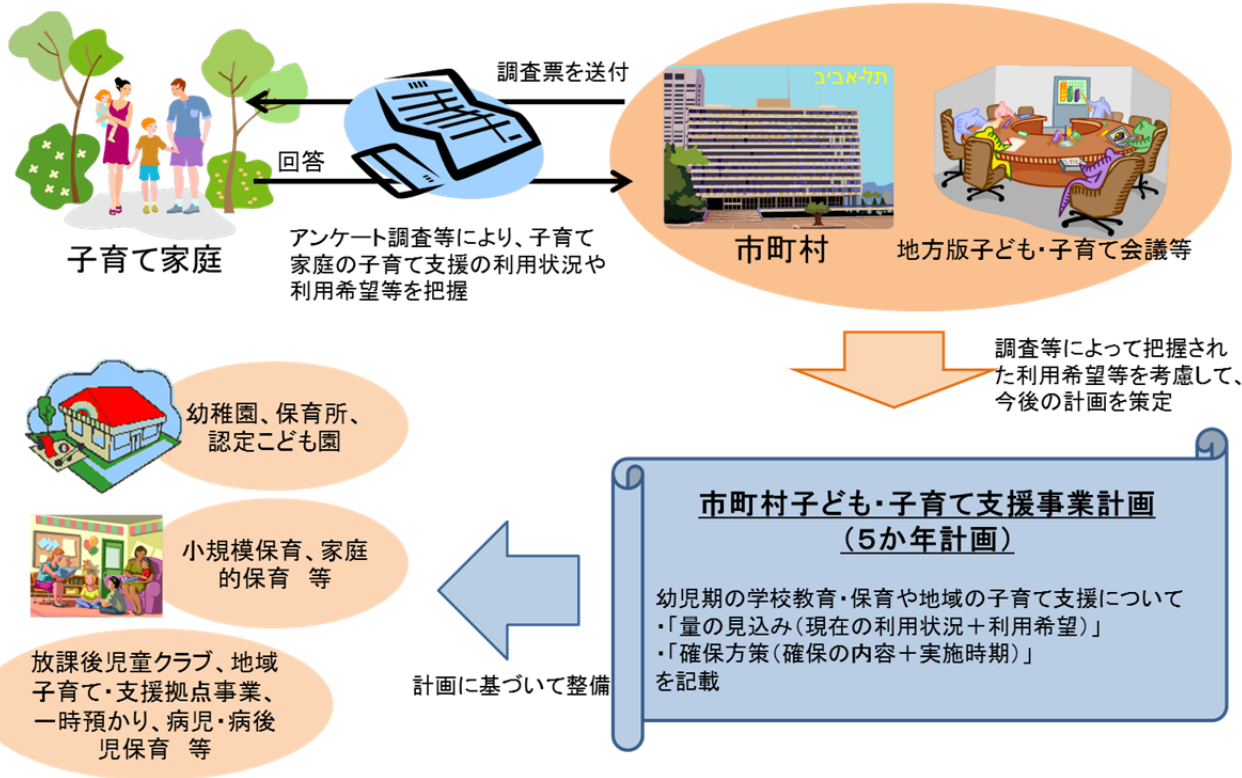 調査票を送付
回答
子育て家庭
アンケート調査等により、子育て
家庭の子育て支援の利用状況や
利用希望等を把握
תל-אביב
市町村
地方版子ども・子育て会議等
調査等によって把握され
た利用希望等を考慮して、
今後の計画を策定
市町村子ども・子育て支援事業計画
(5か年計画)
幼児期の学校教育・保育や地域の子育て支援について
・「量の見込み(現在の利用状況+利用希望)」
・「確保方策(確保の内容+実施時期)」
を記載
計画に基づいて整備
幼稚園、保育所、
認定こども園
小規模保育、家庭
的保育 等
放課後児童クラブ、地域
子育て・支援拠点事業、
一時預かり、病児・病後
児保育 等